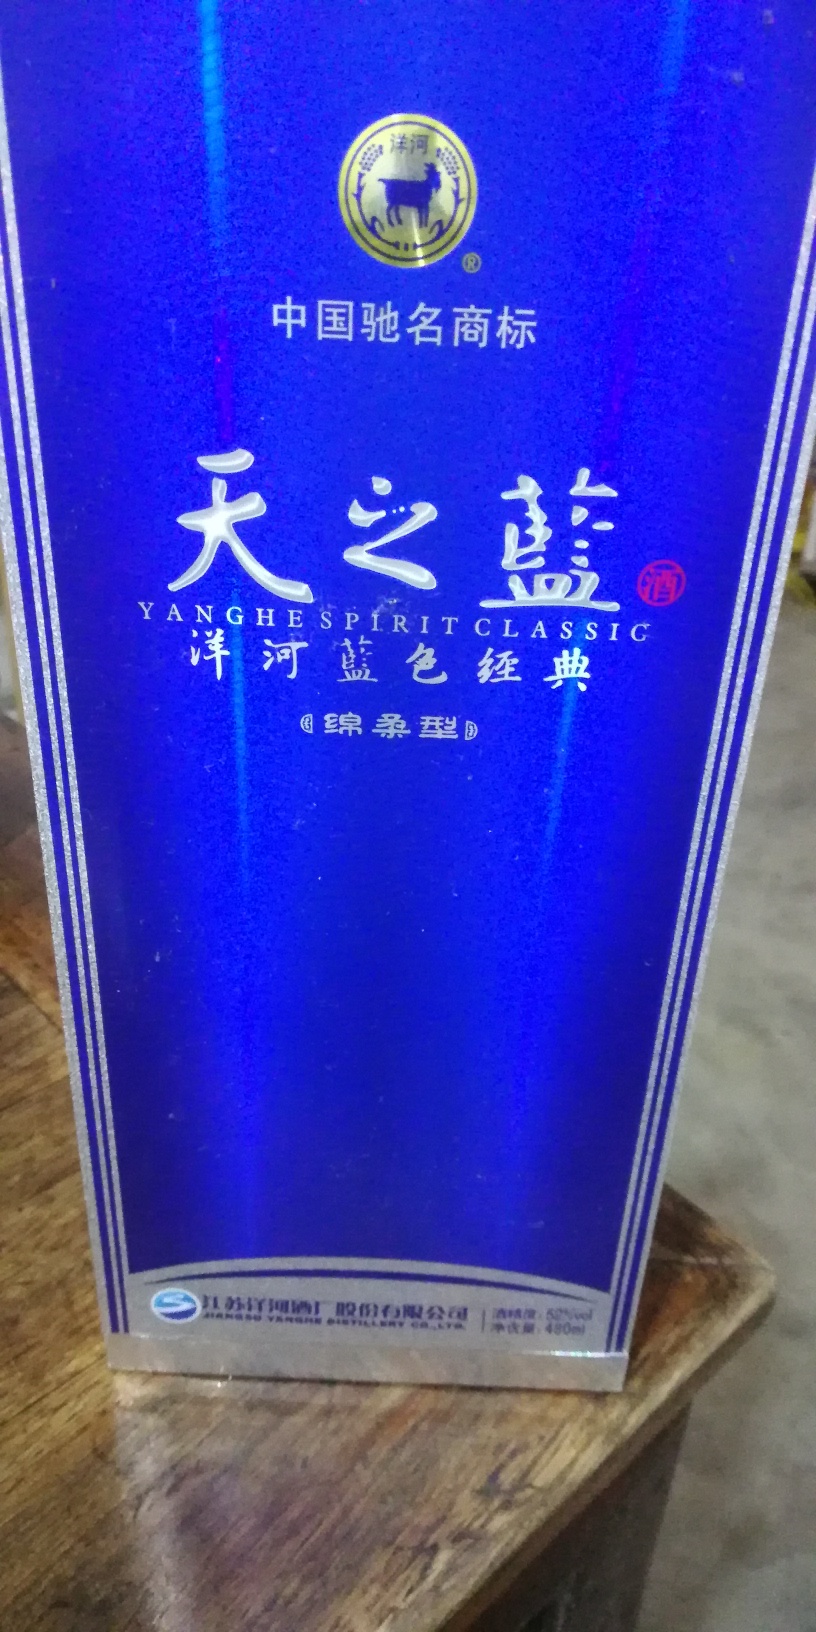 洋河
®
中国驰名商标
天之藍
酒
YANGHE SPIRIT CLASSIC
洋河藍色经典
绵柔型
江苏洋河酒厂股份有限公司
JIANGSU YANGHE DISTILLERY CO.,LTD.
酒精度：52%vol
净含量：480ml